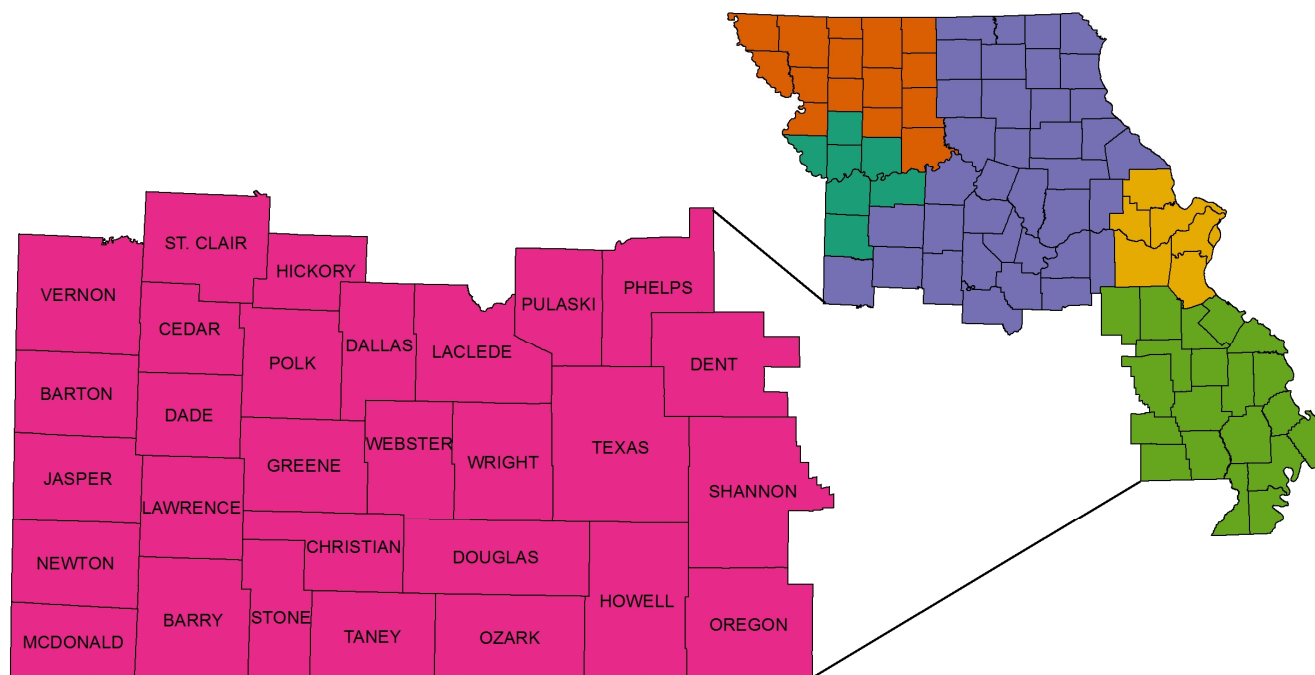 ST. CLAIR
HICKORY
VERNON
PULASKI
PHELPS
CEDAR
POLK
DALLAS
LACLEDE
DENT
BARTON
DADE
WEBSTER
WRIGHT
TEXAS
GREENE
JASPER
LAWRENCE
SHANNON
CHRISTIAN
DOUGLAS
NEWTON
HOWELL
BARRY
STONE
TANEY
OZARK
OREGON
MCDONALD